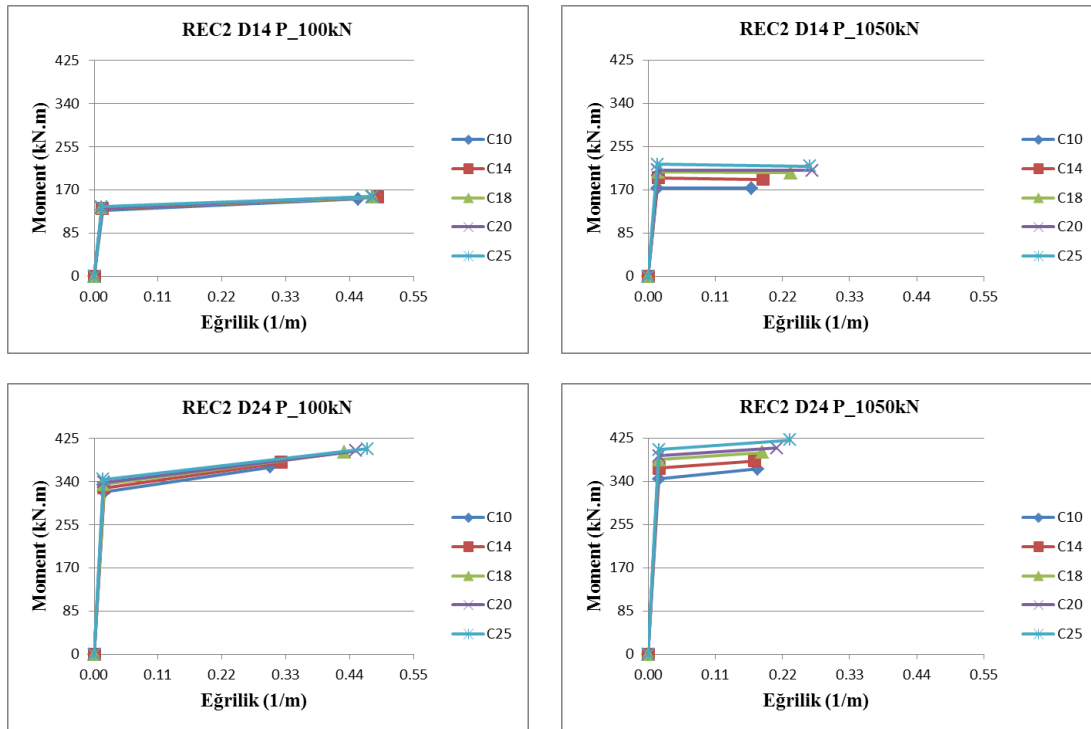 REC2 D14 P_100kN
425
340
255
170
85
0
Moment (kN.m)
0.00 0.11 0.22 0.33 0.44 0.55
Eğrilik (1/m)
C10
C14
C18
C20
C25
REC2 D14 P_1050kN
425
340
255
170
85
0
Moment (kN.m)
0.00 0.11 0.22 0.33 0.44 0.55
Eğrilik (1/m)
C10
C14
C18
C20
C25
REC2 D24 P_100kN
425
340
255
170
85
0
Moment (kN.m)
0.00 0.11 0.22 0.33 0.44 0.55
Eğrilik (1/m)
C10
C14
C18
C20
C25
REC2 D24 P_1050kN
425
340
255
170
85
0
Moment (kN.m)
0.00 0.11 0.22 0.33 0.44 0.55
Eğrilik (1/m)
C10
C14
C18
C20
C25